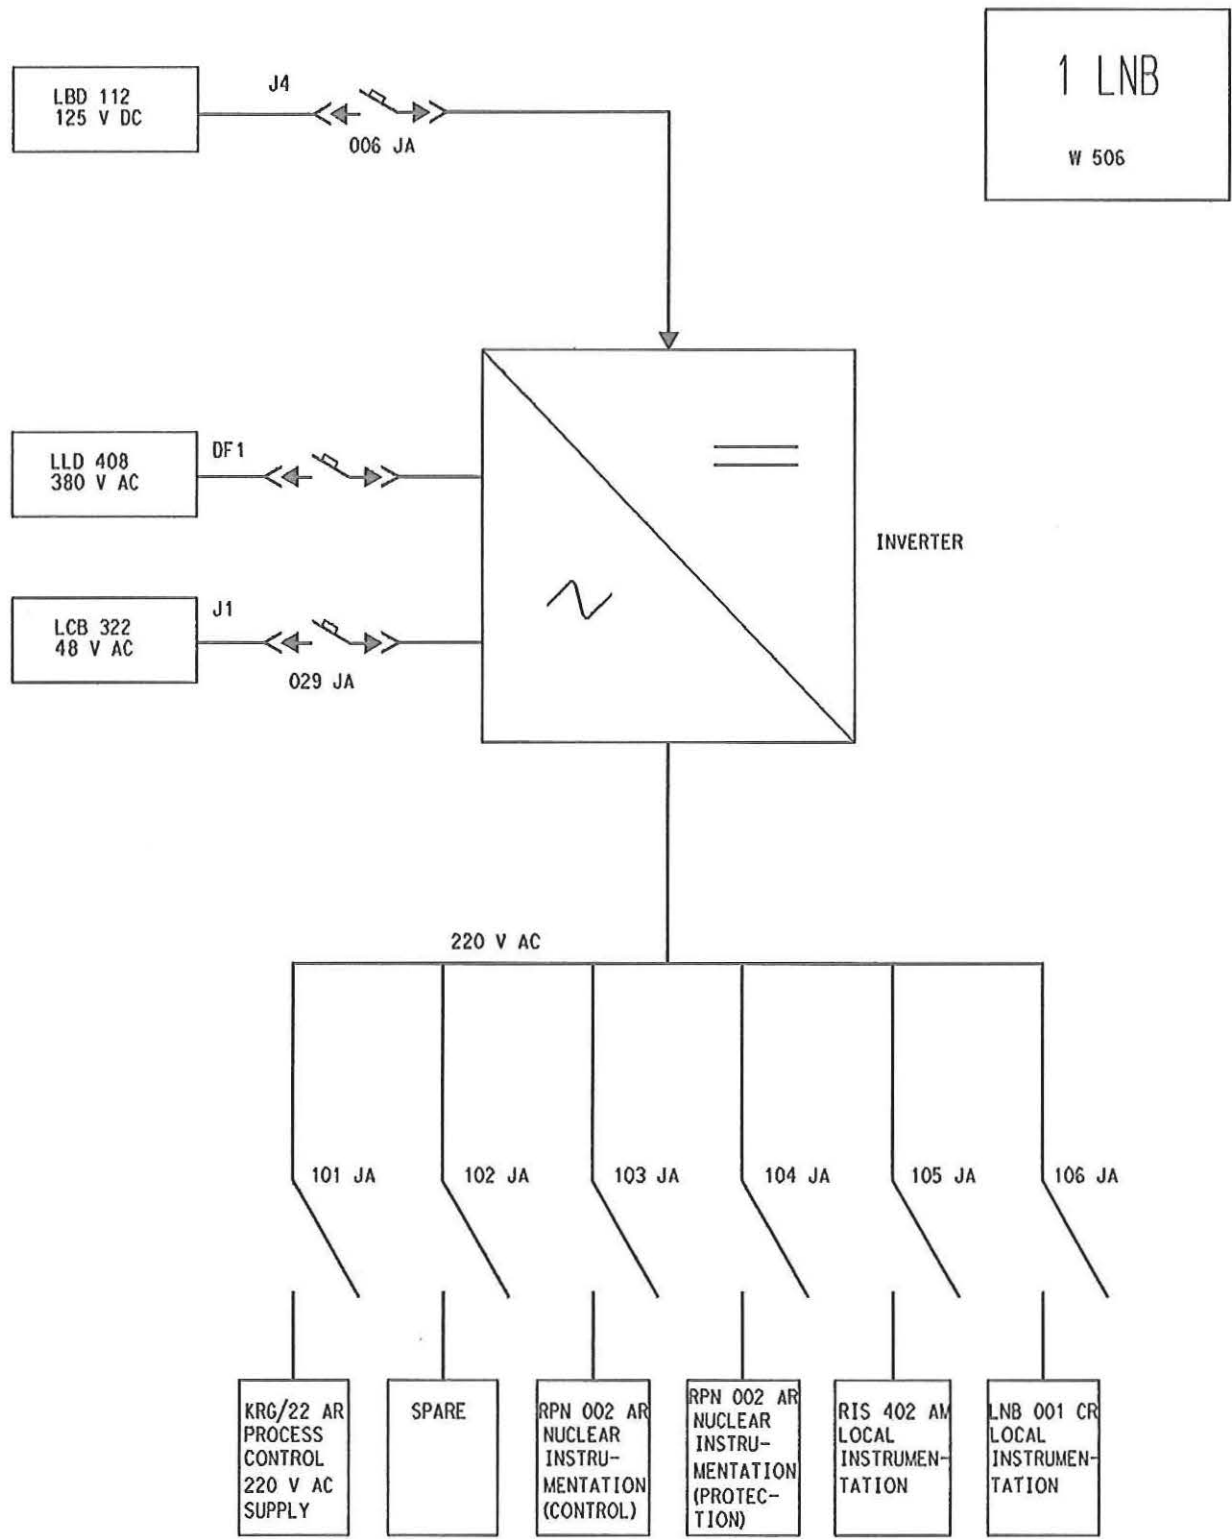 1 LNB
W 506
LBD 112
125 V DC
J4
006 JA
LLD 408
380 V AC
DF1
INVERTER
LCB 322
48 V AC
J1
029 JA
220 V AC
101 JA
102 JA
103 JA
104 JA
105 JA
106 JA
KRG/22 AR
PROCESS
CONTROL
220 V AC
SUPPLY
SPARE
RPN 002 AR
NUCLEAR
INSTRU-
MENTATION
(CONTROL)
RPN 002 AR
NUCLEAR
INSTRU-
MENTATION
(PROTEC-
TION)
RIS 402 AM
LOCAL
INSTRUMEN-
TATION
LNB 001 CR
LOCAL
INSTRUMEN-
TATION